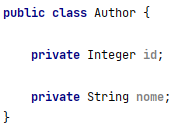 public class Author {
private Integer id;
private String nome;
}